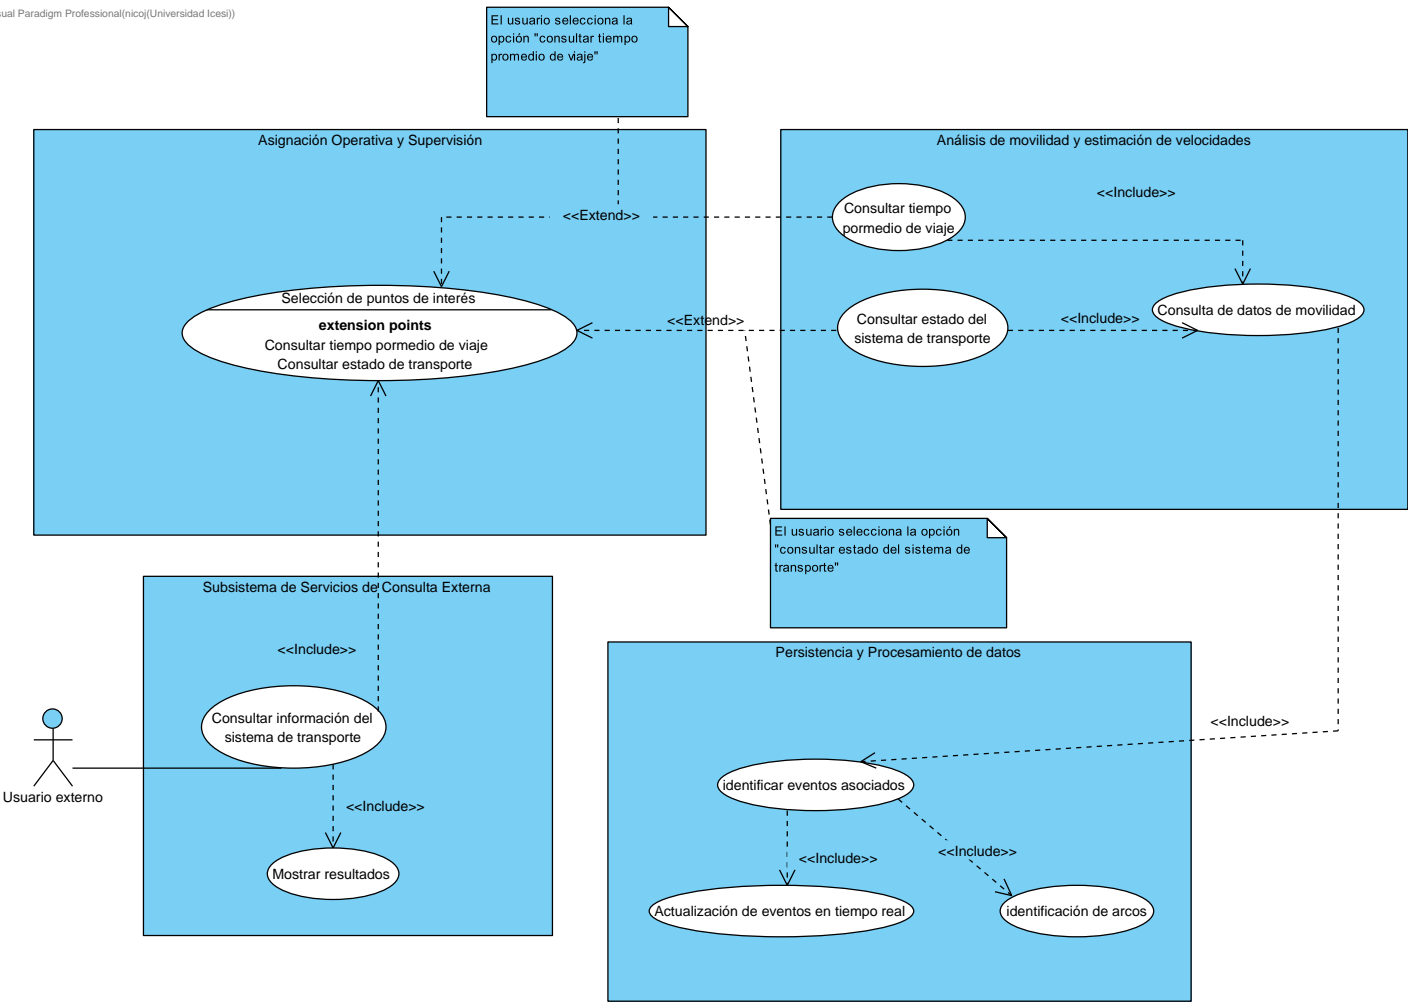 sual Paradigm Professional(nicoj(Universidad Icesi))
El usuario selecciona la
opción "consultar tiempo
promedio de viaje"
Asignación Operativa y Supervisión
Análisis de movilidad y estimación de velocidades
<<Include>>
Consultar tiempo
pormedio de viaje
<<Extend>>
Selección de puntos de interés
extension points
Consultar tiempo pormedio de viaje
Consultar estado de transporte
<<Extend>>
Consultar estado del
sistema de transporte
<<Include>>
Consulta de datos de movilidad
El usuario selecciona la opción
"consultar estado del sistema de
transporte"
Subsistema de Servicios de Consulta Externa
<<Include>>
Consultar información del
sistema de transporte
Usuario externo
<<Include>>
Mostrar resultados
Persistencia y Procesamiento de datos
<<Include>>
identificar eventos asociados
<<Include>>
<<Include>>
Actualización de eventos en tiempo real
identificación de arcos